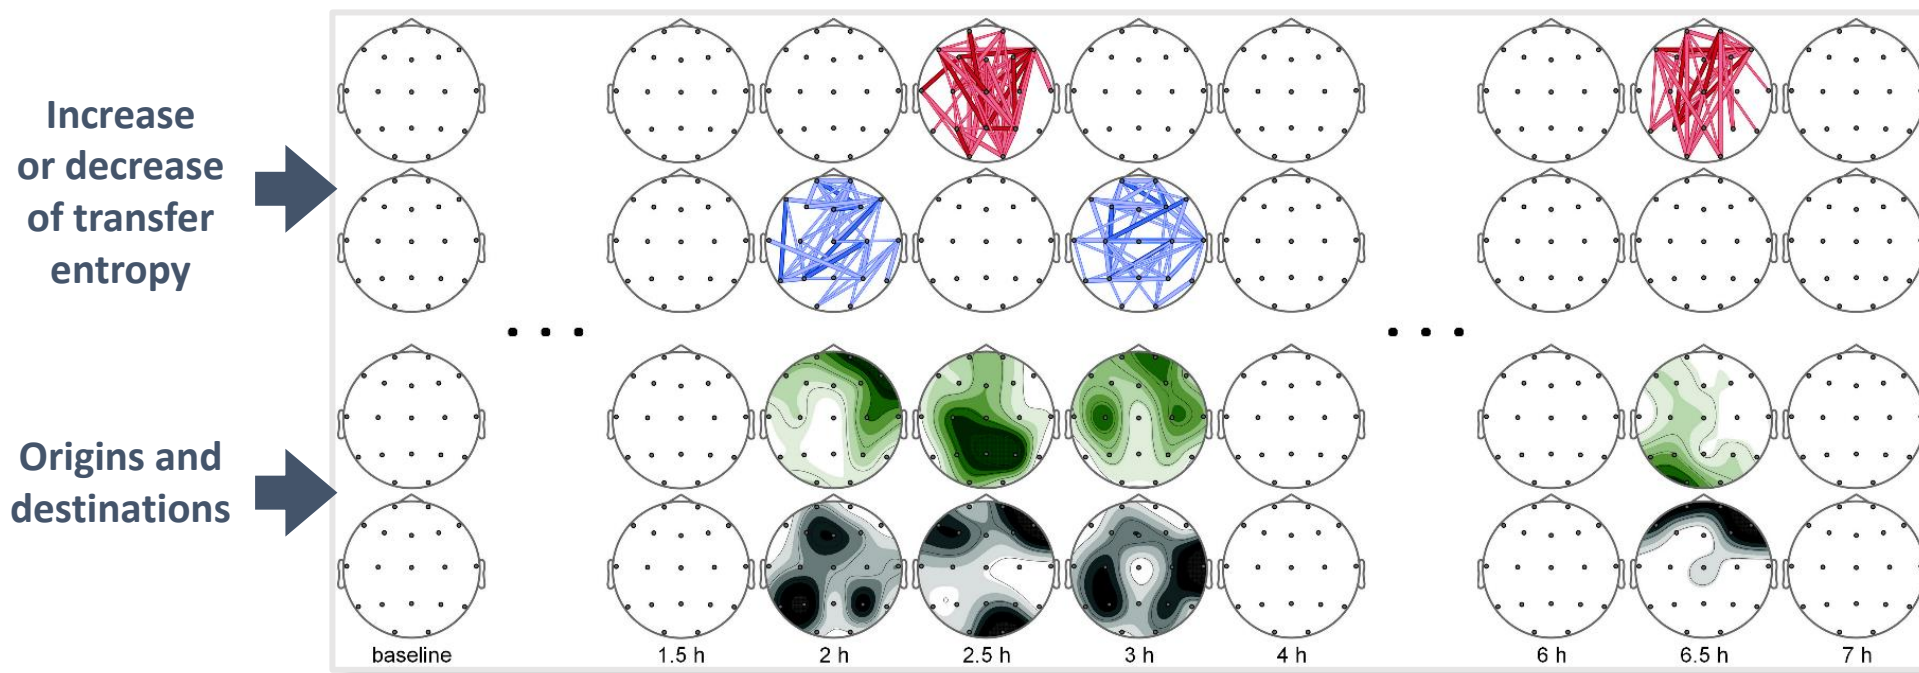 Increase
or decrease
of transfer
entropy
Origins and
destinations
baseline 1.5 h 2 h 2.5 h 3 h 4 h 6 h 6.5 h 7 h